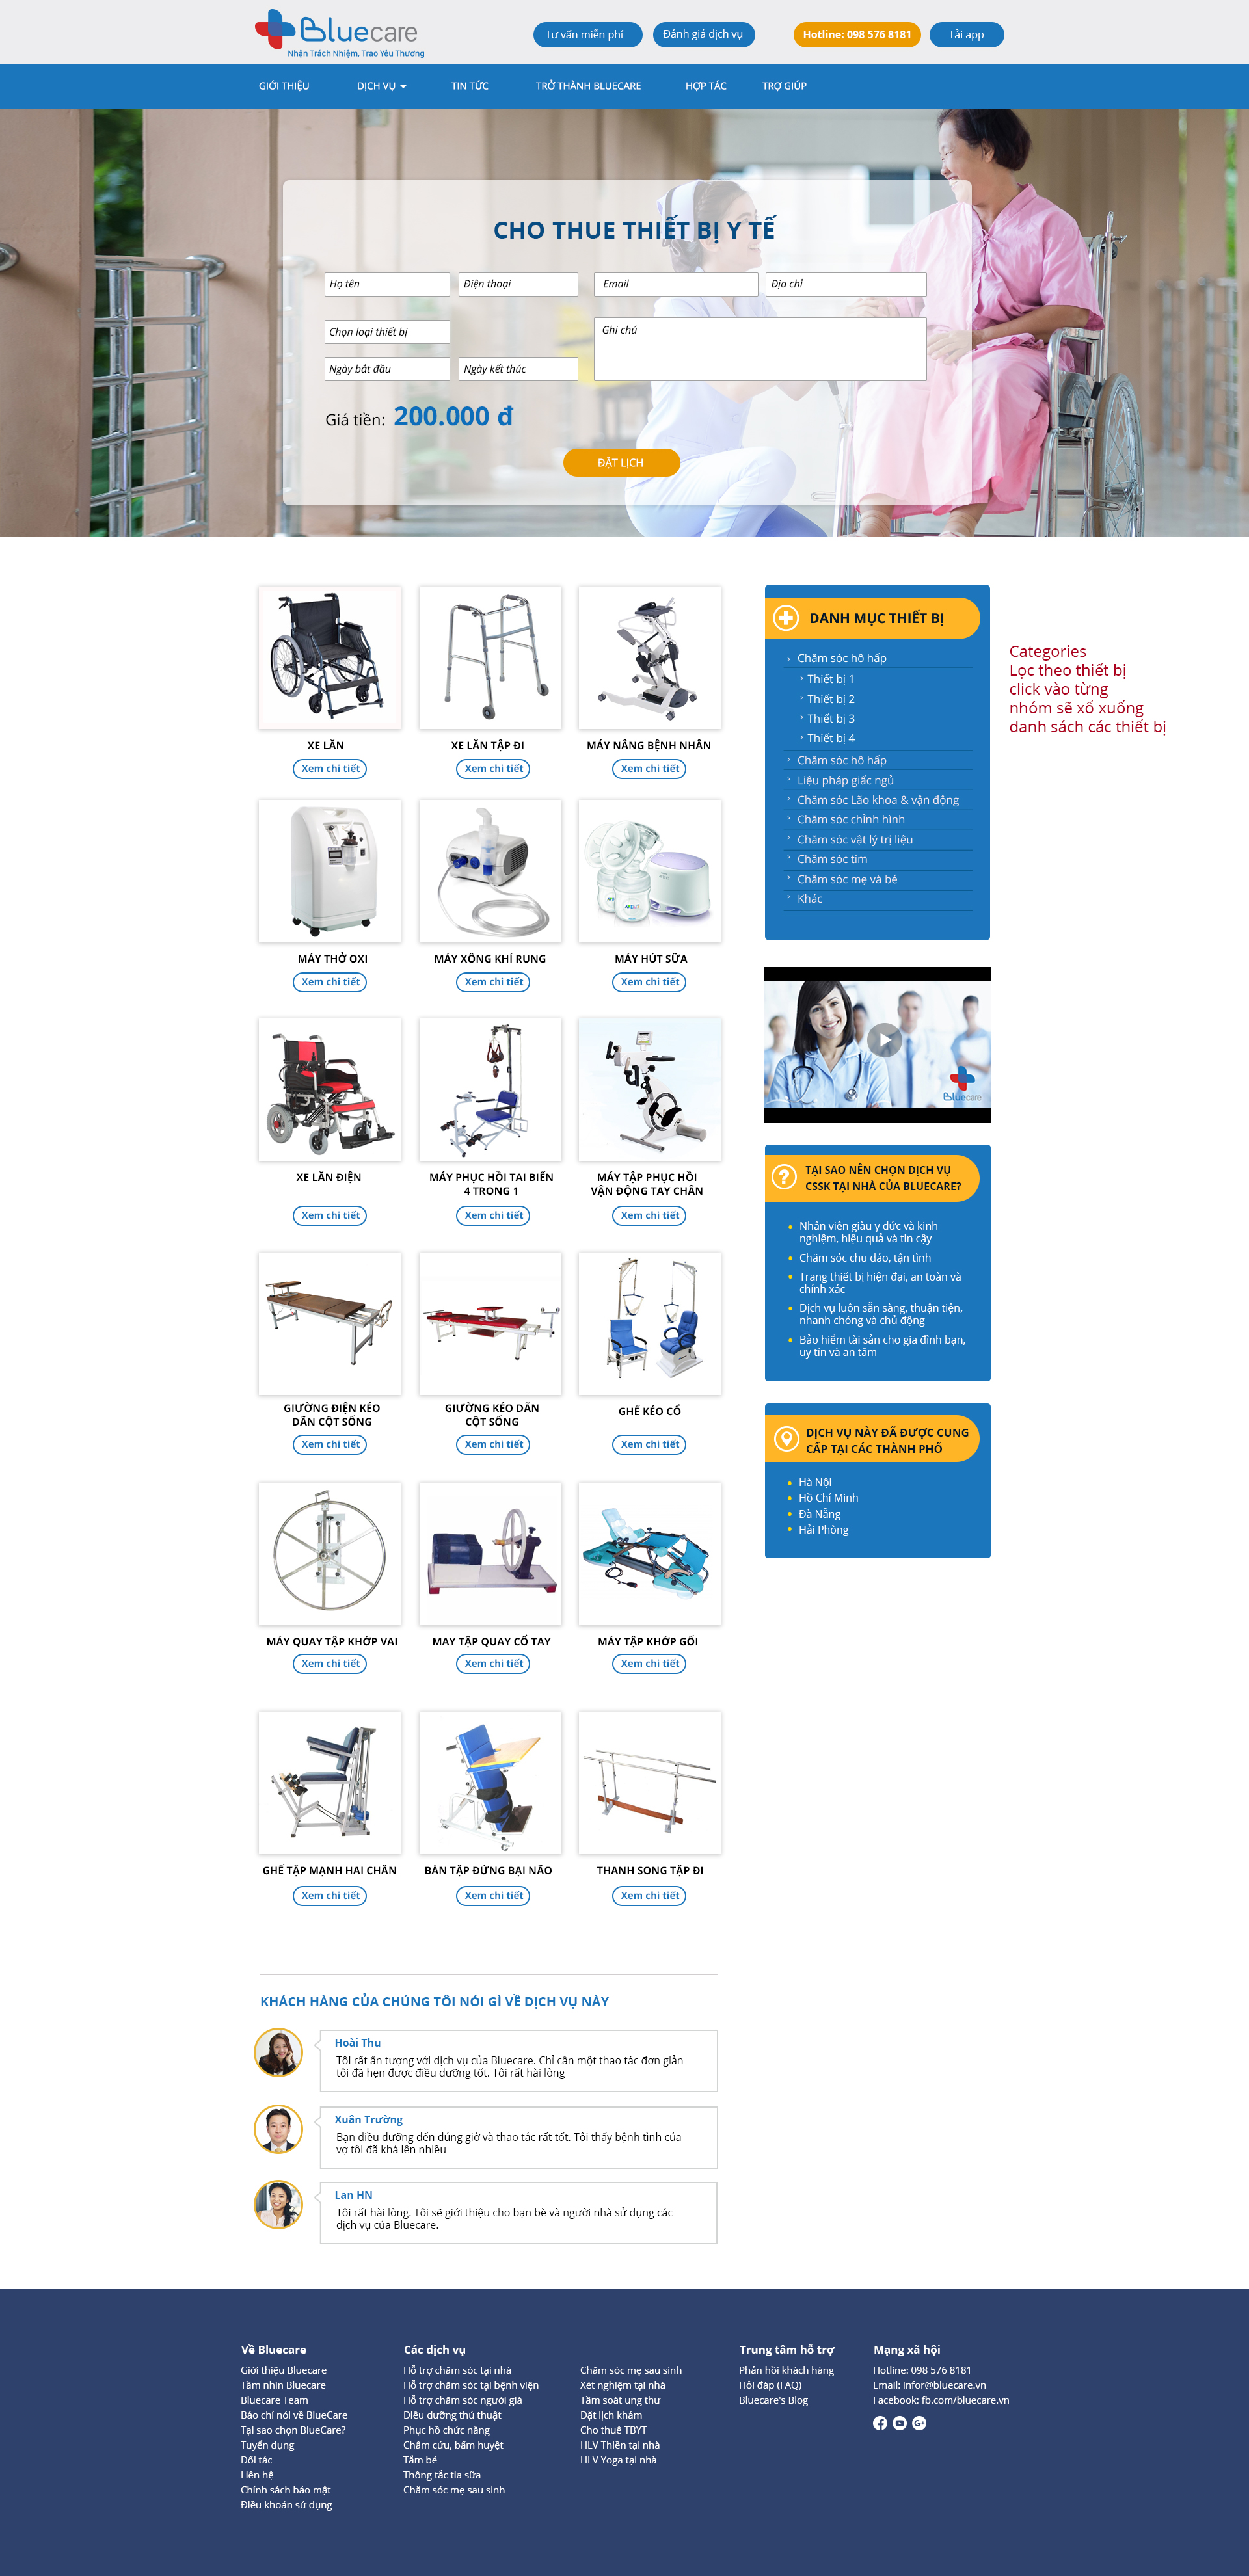 Bluecare
Nhận Trách Nhiệm, Trao Yêu Thương
Tư vấn miễn phí
Đánh giá dịch vụ
Hotline: 098 576 8181
Tải app
GIỚI THIỆU
DỊCH VỤ
TIN TỨC
TRỞ THÀNH BLUECARE
HỢP TÁC
TRỢ GIÚP
CHO THUE THIẾT BỊ Y TẾ
Họ tên
Điện thoại
Email
Địa chỉ
Chọn loại thiết bị
Ghi chú
Ngày bắt đầu
Ngày kết thúc
Giá tiền: 200.000 đ
ĐẶT LỊCH
XE LĂN
XE LĂN TẬP ĐI
MÁY NÂNG BỆNH NHÂN
Xem chi tiết
Xem chi tiết
Xem chi tiết
MÁY THỞ OXI
MÁY XÔNG KHÍ RUNG
MÁY HÚT SỮA
Xem chi tiết
Xem chi tiết
Xem chi tiết
XE LĂN ĐIỆN
MÁY PHỤC HỒI TAI BIẾN
4 TRONG 1
MÁY TẬP PHỤC HỒI
VẬN ĐỘNG TAY CHÂN
Xem chi tiết
Xem chi tiết
Xem chi tiết
GIƯỜNG ĐIỆN KÉO
DÃN CỘT SỐNG
GIƯỜNG KÉO DÃN
CỘT SỐNG
GHẾ KÉO CỔ
Xem chi tiết
Xem chi tiết
Xem chi tiết
MÁY QUAY TẬP KHỚP VAI
MAY TẬP QUAY CỔ TAY
MÁY TẬP KHỚP GỐI
Xem chi tiết
Xem chi tiết
Xem chi tiết
GHẾ TẬP MẠNH HAI CHÂN
BÀN TẬP ĐỨNG BẠI NÃO
THANH SONG TẬP ĐI
Xem chi tiết
Xem chi tiết
Xem chi tiết
DANH MỤC THIẾT BỊ
Chăm sóc hô hấp
Thiết bị 1
Thiết bị 2
Thiết bị 3
Thiết bị 4
Chăm sóc hô hấp
Liệu pháp giấc ngủ
Chăm sóc Lão khoa & vận động
Chăm sóc chỉnh hình
Chăm sóc vật lý trị liệu
Chăm sóc tim
Chăm sóc mẹ và bé
Khác
Categories
Lọc theo thiết bị
click vào từng
nhóm sẽ xổ xuống
danh sách các thiết bị
Bluecare
TẠI SAO NÊN CHỌN DỊCH VỤ
CSSK TẠI NHÀ CỦA BLUECARE?
Nhân viên giàu y đức và kinh
nghiệm, hiệu quả và tin cậy
Chăm sóc chu đáo, tận tình
Trang thiết bị hiện đại, an toàn và
chính xác
Dịch vụ luôn sẵn sàng, thuận tiện,
nhanh chóng và chủ động
Bảo hiểm tài sản cho gia đình bạn,
uy tín và an tâm
DỊCH VỤ NÀY ĐÃ ĐƯỢC CUNG
CẤP TẠI CÁC THÀNH PHỐ
Hà Nội
Hồ Chí Minh
Đà Nẵng
Hải Phòng
KHÁCH HÀNG CỦA CHÚNG TÔI NÓI GÌ VỀ DỊCH VỤ NÀY
Hoài Thu
Tôi rất ấn tượng với dịch vụ của Bluecare. Chỉ cần một thao tác đơn giản
tôi đã hẹn được điều dưỡng tốt. Tôi rất hài lòng
Xuân Trường
Bạn điều dưỡng đến đúng giờ và thao tác rất tốt. Tôi thấy bệnh tình của
vợ tôi đã khá lên nhiều
Lan HN
Tôi rất hài lòng. Tôi sẽ giới thiệu cho bạn bè và người nhà sử dụng các
dịch vụ của Bluecare.
Về Bluecare
Giới thiệu Bluecare
Tầm nhìn Bluecare
Bluecare Team
Báo chí nói về BlueCare
Tại sao chọn BlueCare?
Tuyển dụng
Đối tác
Liên hệ
Chính sách bảo mật
Điều khoản sử dụng
Các dịch vụ
Hỗ trợ chăm sóc tại nhà
Hỗ trợ chăm sóc tại bệnh viện
Hỗ trợ chăm sóc người già
Điều dưỡng thủ thuật
Phục hồ chức năng
Châm cứu, bấm huyệt
Tắm bé
Thông tắc tia sữa
Chăm sóc mẹ sau sinh
Chăm sóc mẹ sau sinh
Xét nghiệm tại nhà
Tầm soát ung thư
Đặt lịch khám
Cho thuê TBYT
HLV Thiền tại nhà
HLV Yoga tại nhà
Trung tâm hỗ trợ
Phản hồi khách hàng
Hỏi đáp (FAQ)
Bluecare's Blog
Mạng xã hội
Hotline: 098 576 8181
Email: infor@bluecare.vn
Facebook: fb.com/bluecare.vn